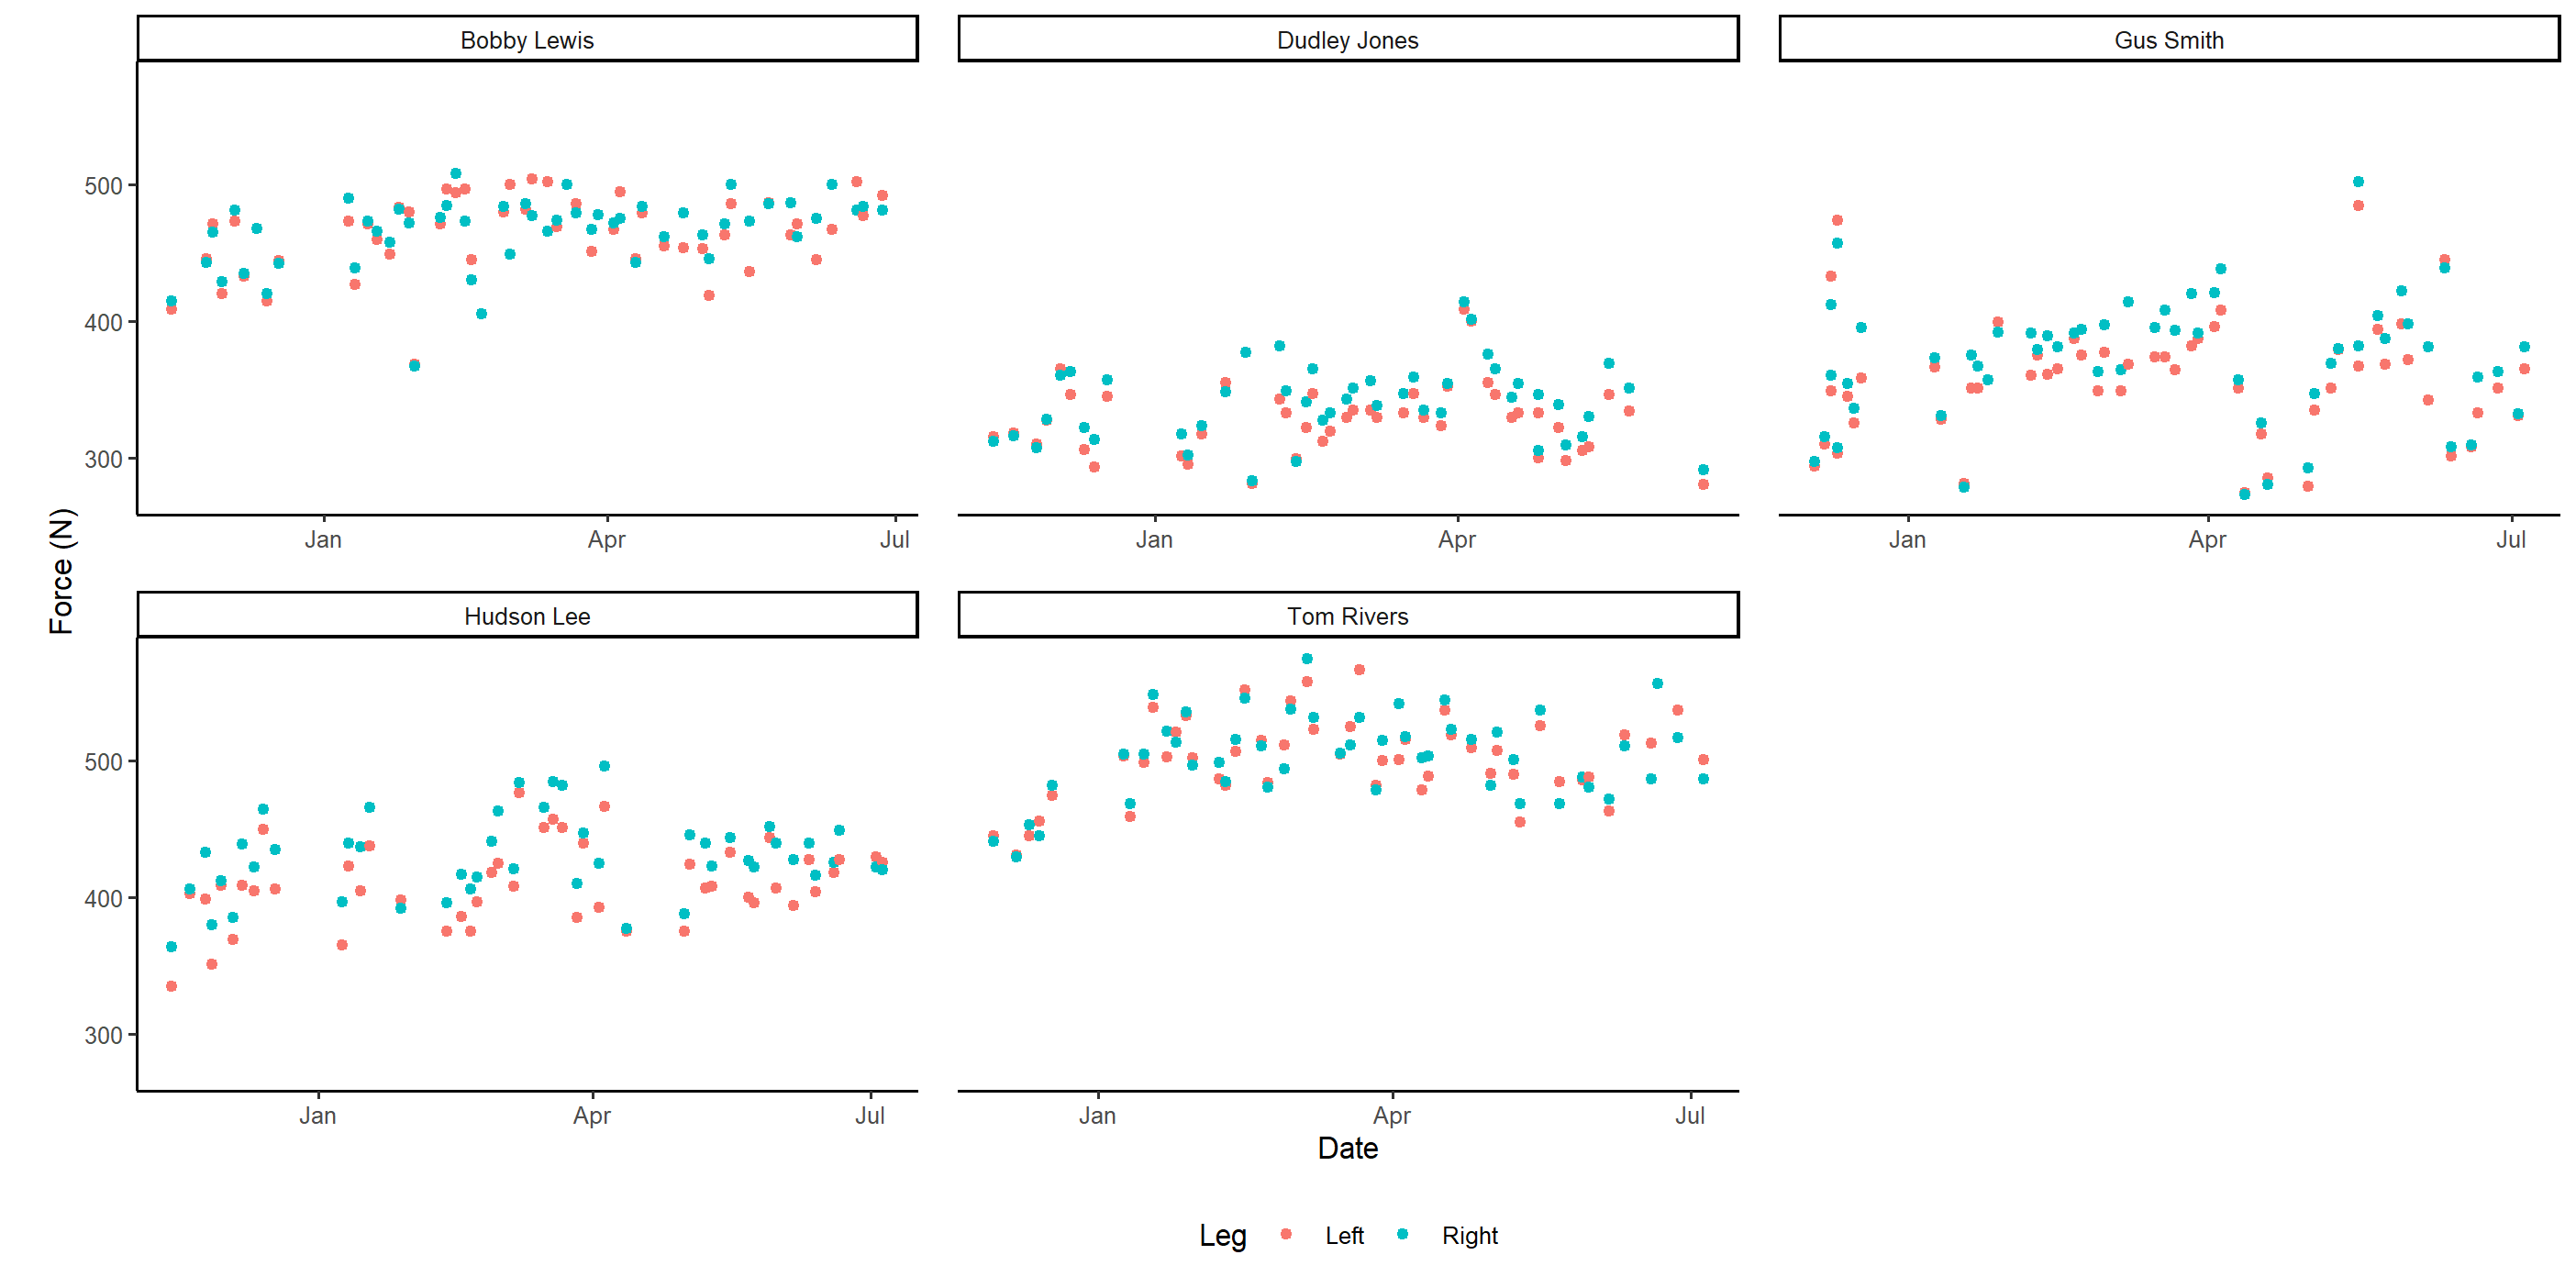 Bobby Lewis
Dudley Jones
Gus Smith
500
400
300
Jan Apr Jul
Jan Apr
Jan Apr Jul
Force (N)
Hudson Lee
Tom Rivers
500
400
300
Jan Apr Jul
Jan Apr Jul
Date
Leg Left Right